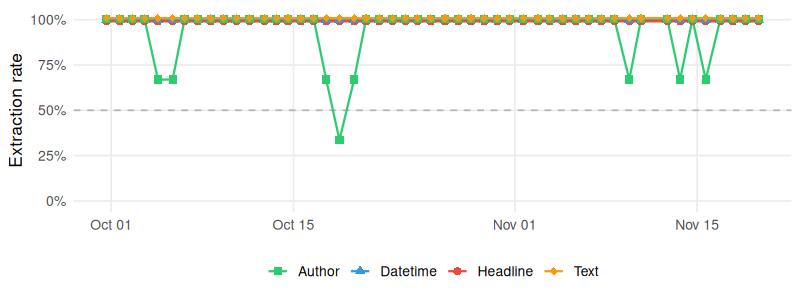 Extraction rate
100%
75%
50%
25%
0%
Oct 01 Oct 15 Nov 01 Nov 15
Author Datetime Headline Text